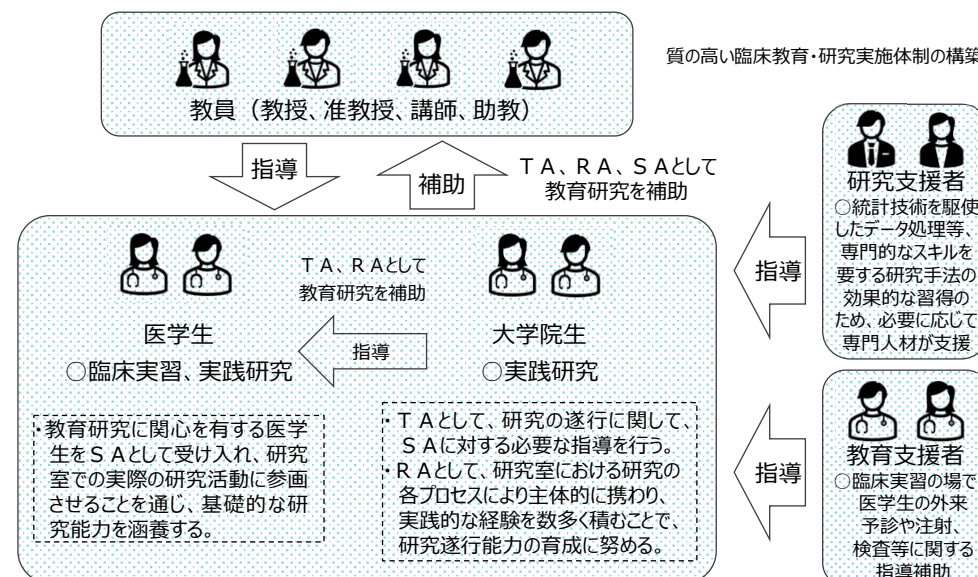 質の高い臨床教育・研究実施体制の構築
教員（教授、准教授、講師、助教）
指導
補助
ＴＡ、ＲＡ、ＳＡとして
教育研究を補助
ＴＡ、ＲＡとして
教育研究を補助
医学生
○臨床実習、実践研究
指導
大学院生
○実践研究
・教育研究に関心を有する医学
生をＳＡとして受け入れ、研究
室での実際の研究活動に参画
させることを通じ、基礎的な研
究能力を涵養する。
・ＴＡとして、研究の遂行に関して、
ＳＡに対する必要な指導を行う。
・ＲＡとして、研究室における研究の
各プロセスにより主体的に携わり、
実践的な経験を数多く積むことで、
研究遂行能力の育成に努める。
指導
研究支援者
○統計技術を駆使
したデータ処理等、
専門的なスキルを
要する研究手法の
効果的な習得の
ため、必要に応じて
専門人材が支援
指導
教育支援者
○臨床実習の場で
医学生の外来
予診や注射、
検査等に関する
指導補助